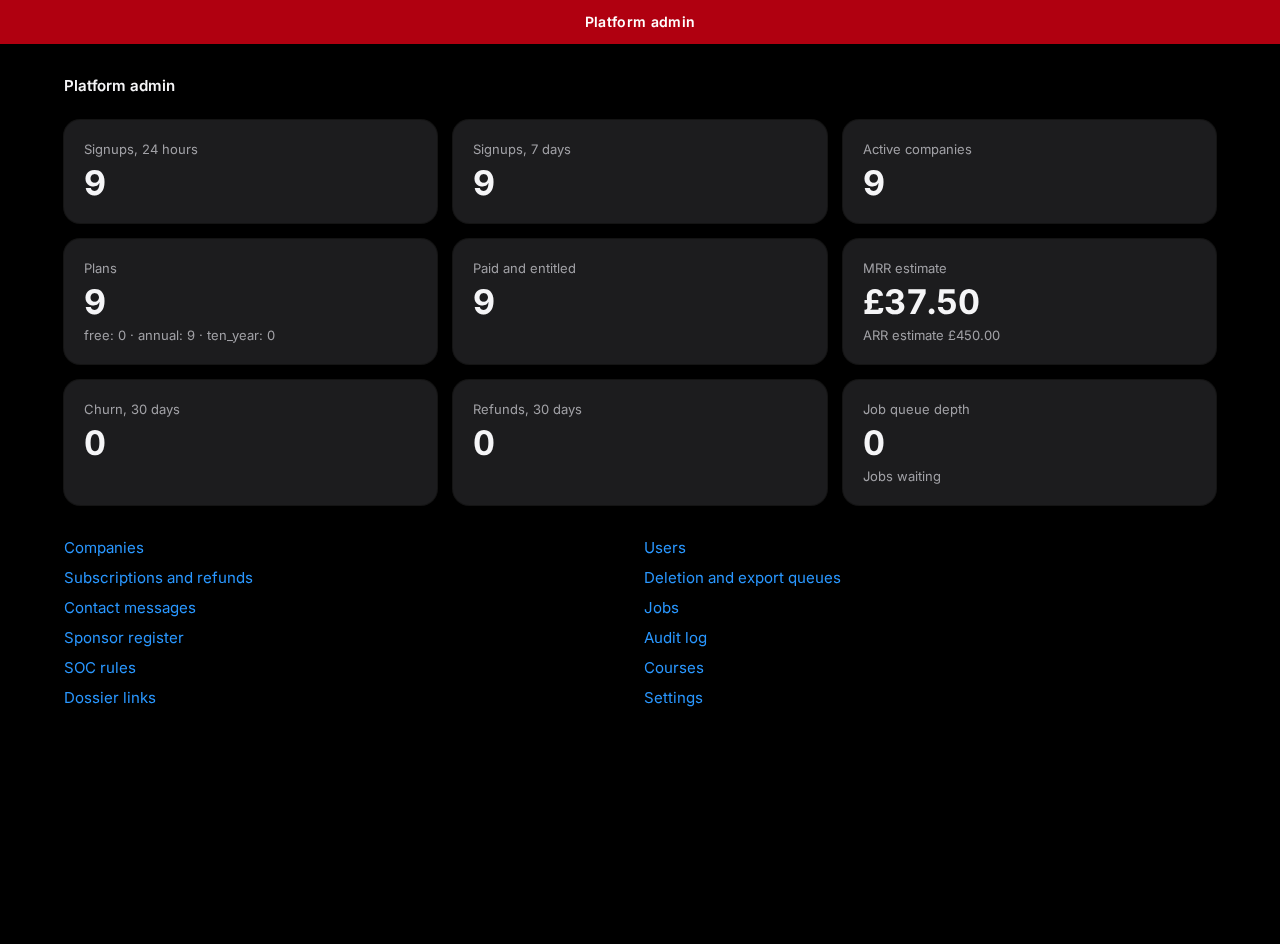 Platform admin
Platform admin
Signups, 24 hours
9
Signups, 7 days
9
Active companies
9
Plans
9
free: 0 · annual: 9 · ten_year: 0
Paid and entitled
9
MRR estimate
£37.50
ARR estimate £450.00
Churn, 30 days
0
Refunds, 30 days
0
Job queue depth
0
Jobs waiting
Companies
Users
Subscriptions and refunds
Deletion and export queues
Contact messages
Jobs
Sponsor register
Audit log
SOC rules
Courses
Dossier links
Settings